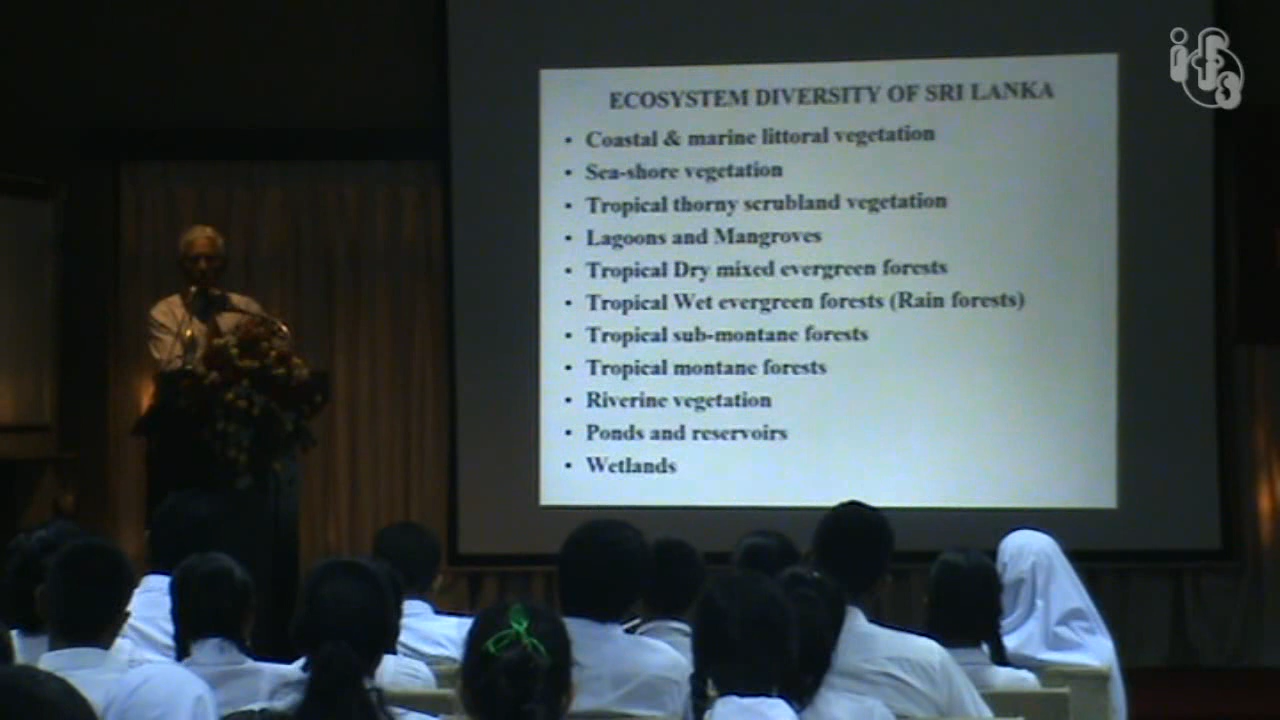 ECOSYSTEM DIVERSITY OF SRI LANKA
• Coastal & marine littoral vegetation
• Sea-shore vegetation
• Tropical thorny scrubland vegetation
• Lagoons and Mangroves
• Tropical Dry mixed evergreen forests
• Tropical Wet evergreen forests (Rain forests)
• Tropical sub-montane forests
• Tropical montane forests
• Riverine vegetation
• Ponds and reservoirs
• Wetlands